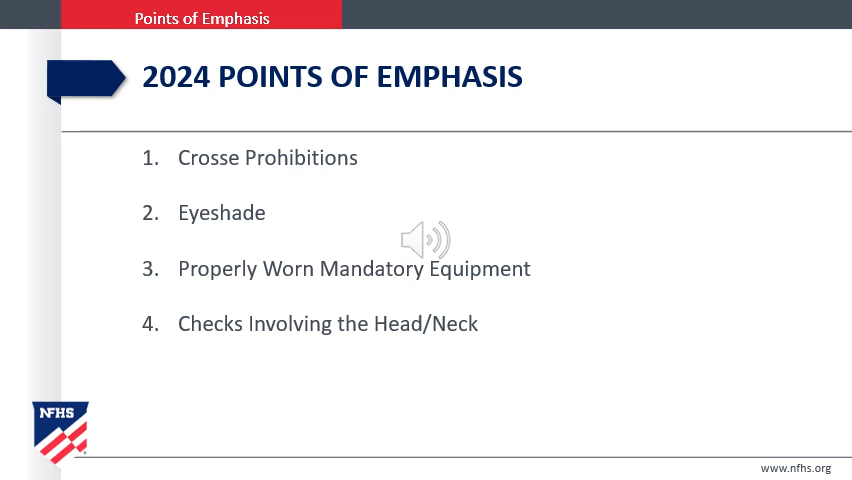 Points of Emphasis
2024 POINTS OF EMPHASIS
1. Crosse Prohibitions
2. Eyeshade
3. Properly Worn Mandatory Equipment
4. Checks Involving the Head/Neck
NFHS
www.nfhs.org